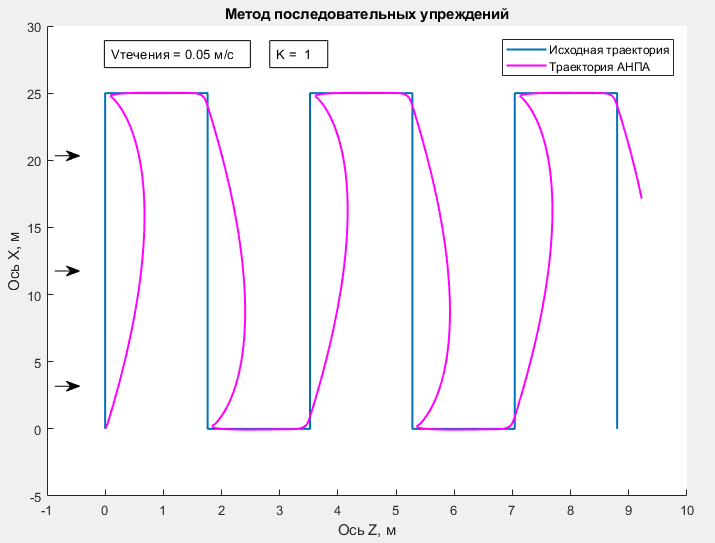 Метод последовательных упреждений
Vтечения = 0.05 м/с
K =  1
Исходная траектория
Траектория АНПА
30
25
20
15
10
5
0
-5
Ось X, м
-1
0
1
2
3
4
5
6
7
8
9
10
Ось Z, м